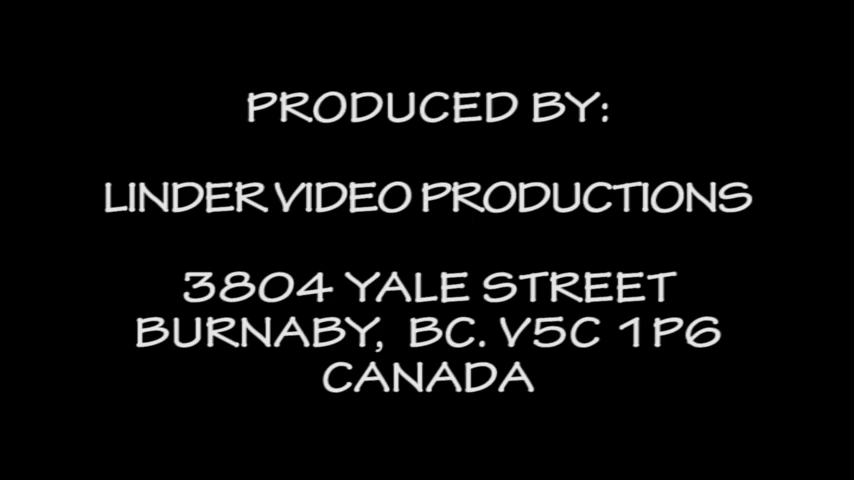 PRODUCED BY:
LINDER VIDEO PRODUCTIONS
3804 YALE STREET
BURNABY, BC. V5C 1P6
CANADA